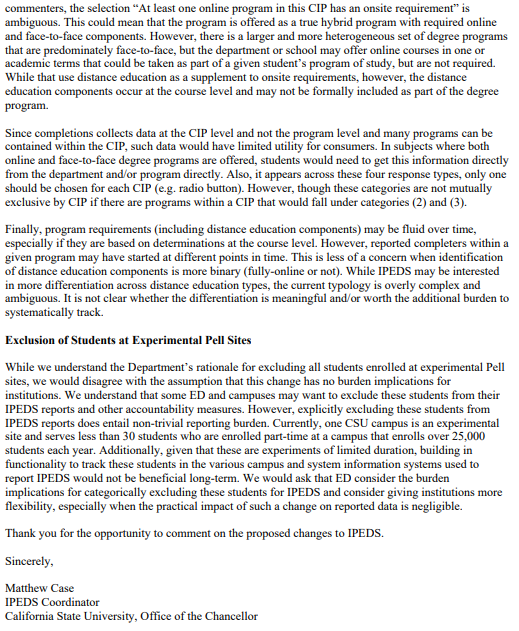 commenters, the selection “At least one online program in this CIP has an onsite requirement” is
ambiguous. This could mean that the program is offered as a true hybrid program with required online
and face-to-face components. However, there is a larger and more heterogeneous set of degree programs
that are predominately face-to-face, but the department or school may offer online courses in one or
academic terms that could be taken as part of a given student’s program of study, but are not required.
While that use distance education as a supplement to onsite requirements, however, the distance
education components occur at the course level and may not be formally included as part of the degree
program.

Since completions collects data at the CIP level and not the program level and many programs can be
contained within the CIP, such data would have limited utility for consumers. In subjects where both
online and face-to-face degree programs are offered, students would need to get this information directly
from the department and/or program directly. Also, it appears across these four response types, only one
should be chosen for each CIP (e.g. radio button). However, though these categories are not mutually
exclusive by CIP if there are programs within a CIP that would fall under categories (2) and (3).

Finally, program requirements (including distance education components) may be fluid over time,
especially if they are based on determinations at the course level. However, reported completers within a
given program may have started at different points in time. This is less of a concern when identification
of distance education components is more binary (fully-online or not). While IPEDS may be interested
in more differentiation across distance education types, the current typology is overly complex and
ambiguous. It is not clear whether the differentiation is meaningful and/or worth the additional burden to
systematically track.

Exclusion of Students at Experimental Pell Sites

While we understand the Department’s rationale for excluding all students enrolled at experimental Pell
sites, we would disagree with the assumption that this change has no burden implications for
institutions. We understand that some ED and campuses may want to exclude these students from their
IPEDS reports and other accountability measures. However, explicitly excluding these students from
IPEDS reports does entail non-trivial reporting burden. Currently, one CSU campus is an experimental
site and serves less than 30 students who are enrolled part-time at a campus that enrolls over 25,000
students each year. Additionally, given that these are experiments of limited duration, building in
functionality to track these students in the various campus and system information systems used to
report IPEDS would not be beneficial long-term. We would ask that ED consider the burden
implications for categorically excluding these students for IPEDS and consider giving institutions more
flexibility, especially when the practical impact of such a change on reported data is negligible.

Thank you for the opportunity to comment on the proposed changes to IPEDS.

Sincerely,

Matthew Case
IPEDS Coordinator
California State University, Office of the Chancellor